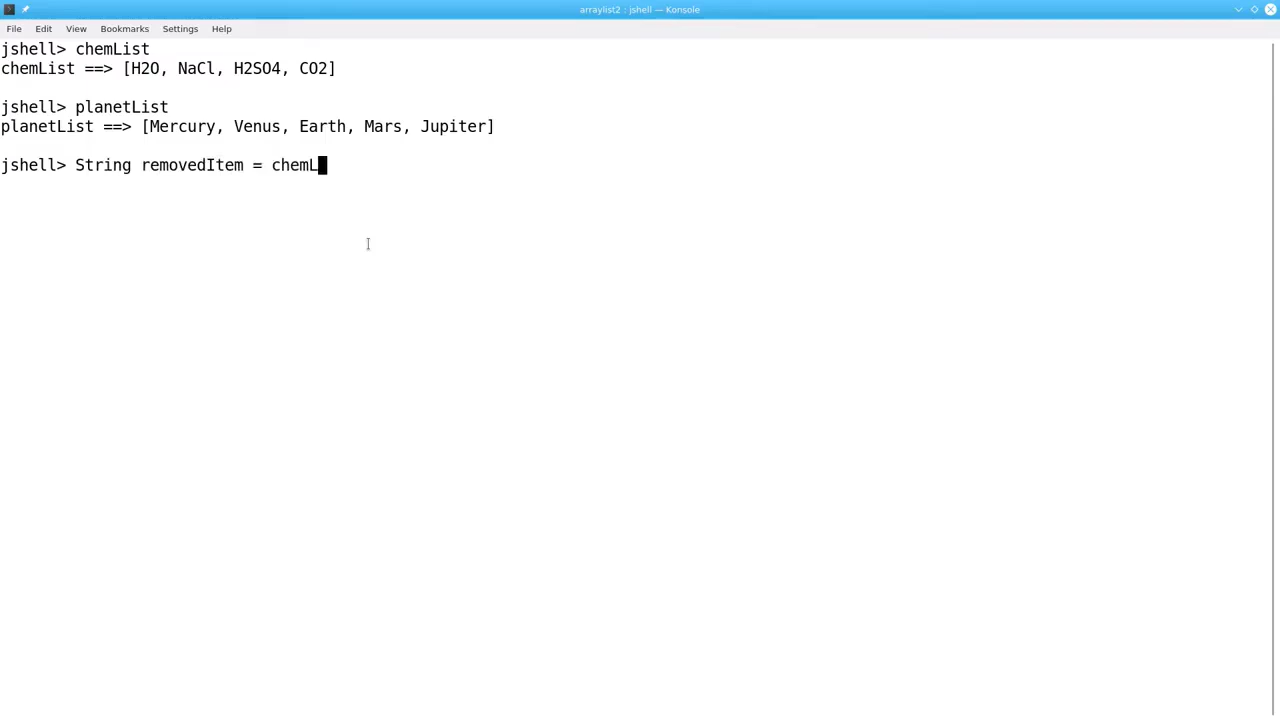 arraylist2 : jshell — Konsole
File Edit View Bookmarks Settings Help
jshell> chemList
chemList ==> [H2O, NaCl, H2SO4, CO2]
jshell> planetList
planetList ==> [Mercury, Venus, Earth, Mars, Jupiter]
jshell> String removedItem = chemL